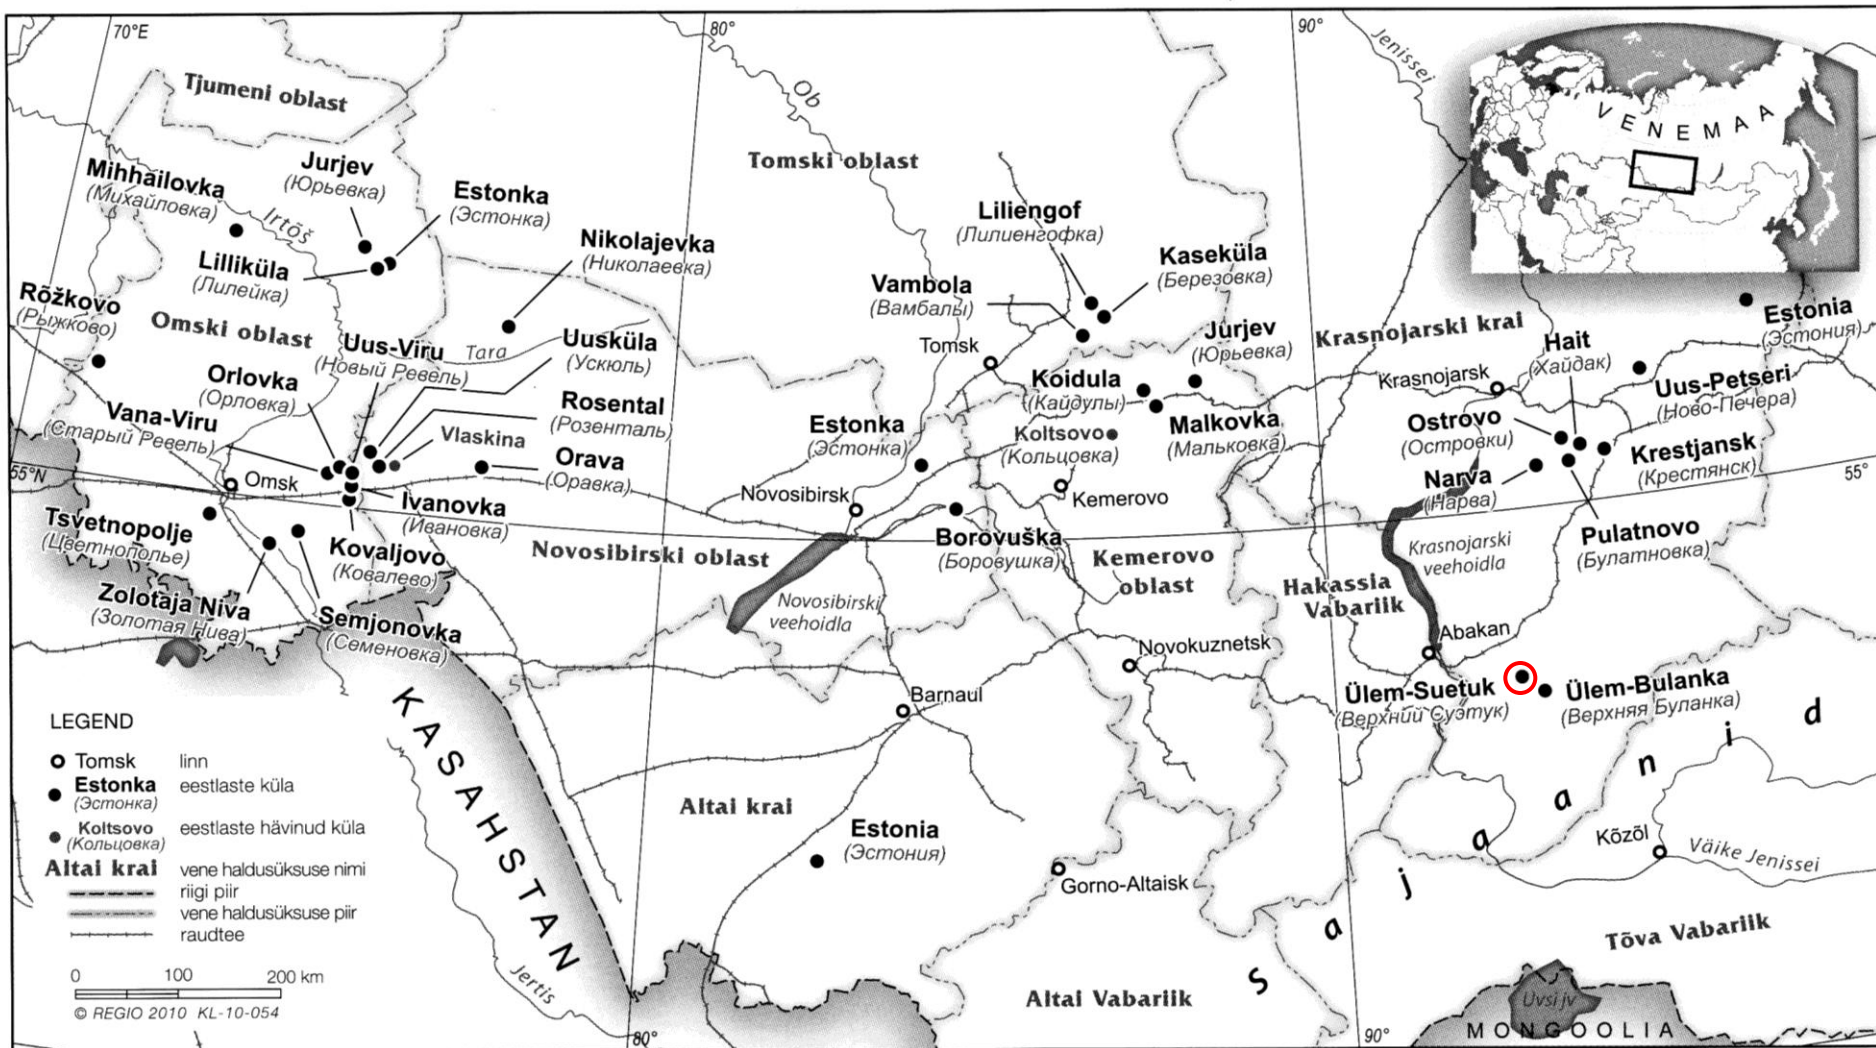 70°E
80°
90°
Jenissei
Tjumeni oblast
Ob
VENEMAA
Tomski oblast
Mihhailovka
(Михайловка)
Jurjev
(Юрьевка)
Estonka
(Эстонка)
Irtõš
Lilliküla
(Лилейка)
Nikolajevka
(Николаевка)
Liliengof
(Лилиенгофка)
Kaseküla
(Березовка)
Vambola
(Вамбалы)
Rõžkovo
(Рыжково)
Omski oblast
Uus-Viru
(Новый Ревель)
Tara
Uusküla
(Ускюль)
Tomsk
Jurjev
(Юрьевка)
Krasnojarski krai
Estonia
(Эстония)
Hait
(Хайдак)
Orlovka
(Орловка)
Koidula
(Кайдулы)
Krasnojarsk
Uus-Petseri
(Ново-Печера)
Vana-Viru
(Старый Ревель)
Rosental
(Розенталь)
Vlaskina
Estonka
(Эстонка)
Koltsovo
(Кольцовка)
Malkovka
(Мальковка)
Ostrovo
(Островки)
Krestjansk
(Крестянск)
55°N
Omsk
Orava
(Оравка)
Novosibirsk
Kemerovo
Narva
(Нарва)
55°
Ivanovka
(Ивановка)
Tsvetnopolje
(Цветнополье)
Kovaljovo
(Ковалево)
Novosibirski oblast
Borovuška
(Боровушка)
Kemerovo
oblast
Krasnojarski
veehoidla
Pulatnovo
(Булатновка)
Hakassia
Vabariik
Zolotaja Niva
(Золотая Нива)
Semjonovka
(Семеновка)
Novosibirski
veehoidla
Novokuznetsk
Abakan
Barnaul
Ülem-Suetuk
(Верхний Суэтук)
Ülem-Bulanka
(Верхняя Буланка)
KASAHSTAN
Sajaanid
LEGEND
Tomsk linn
Estonka eestlaste küla
(Эстонка)
Koltsovo eestlaste hävinud küla
(Кольцовка)
Altai krai vene haldusüksuse nimi
riigi piir
vene haldusüksuse piir
raudtee
0 100 200 km
© REGIO 2010 KL-10-054
Altai krai
Estonia
(Эстония)
Gorno-Altaisk
Kõzõl
Väike Jenissei
Tõva Vabariik
Jertis
Altai Vabariik
Uvsi jv
MONGOOLIA
80°
90°